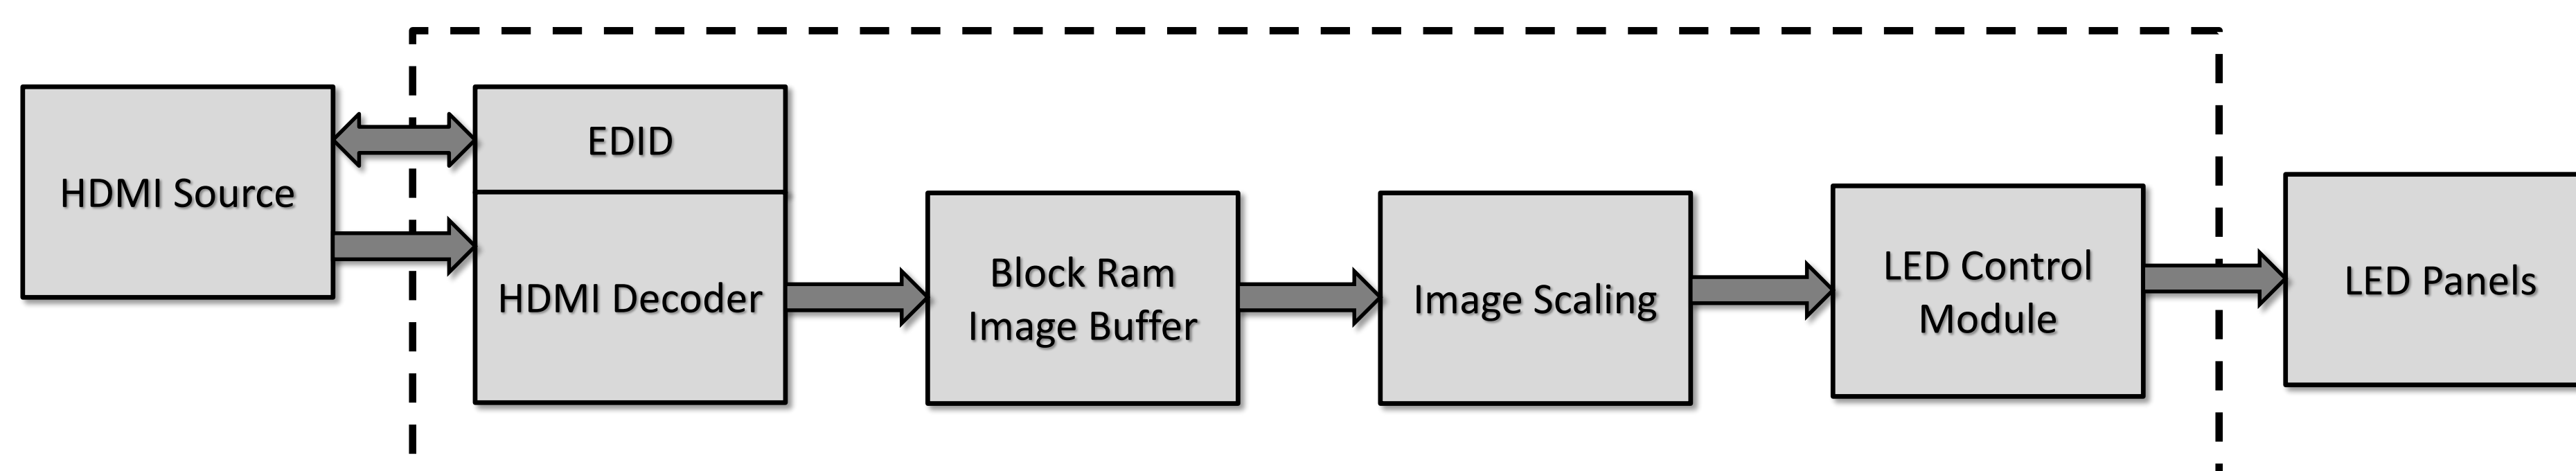 HDMI Source
EDID
HDMI Decoder
Block Ram
Image Buffer
Image Scaling
LED Control
Module
LED Panels